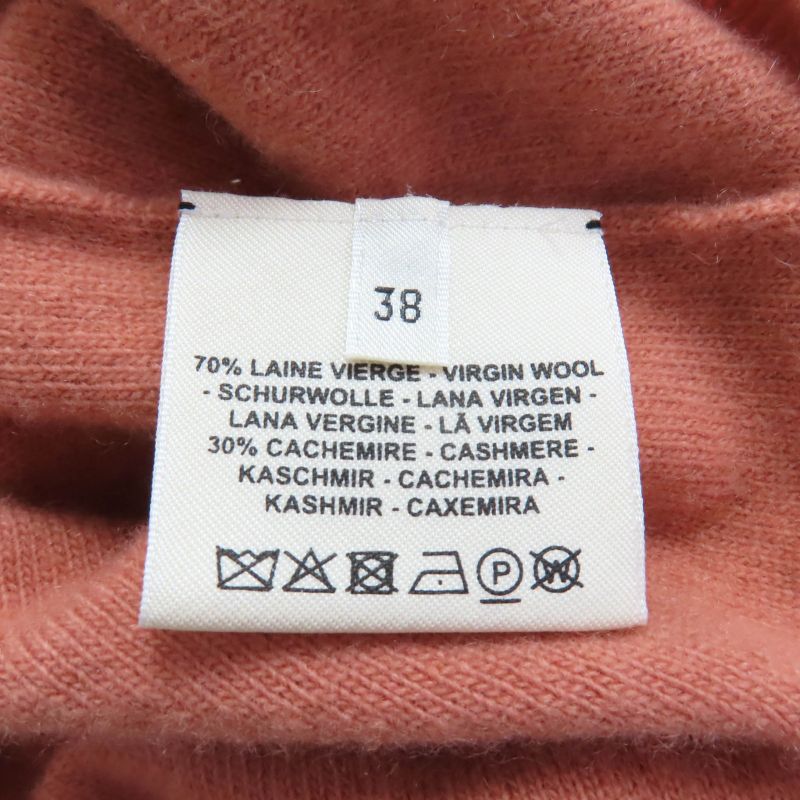 38
70% LAINE VIERGE - VIRGIN WOOL
- SCHURWOLLE - LANA VIRGEN -
LANA VERGINE - LÃ VIRGEM
30% CACHEMIRE - CASHMERE -
KASCHMIR - CACHEMIRA -
KASHMIR - CAXEMIRA
P W